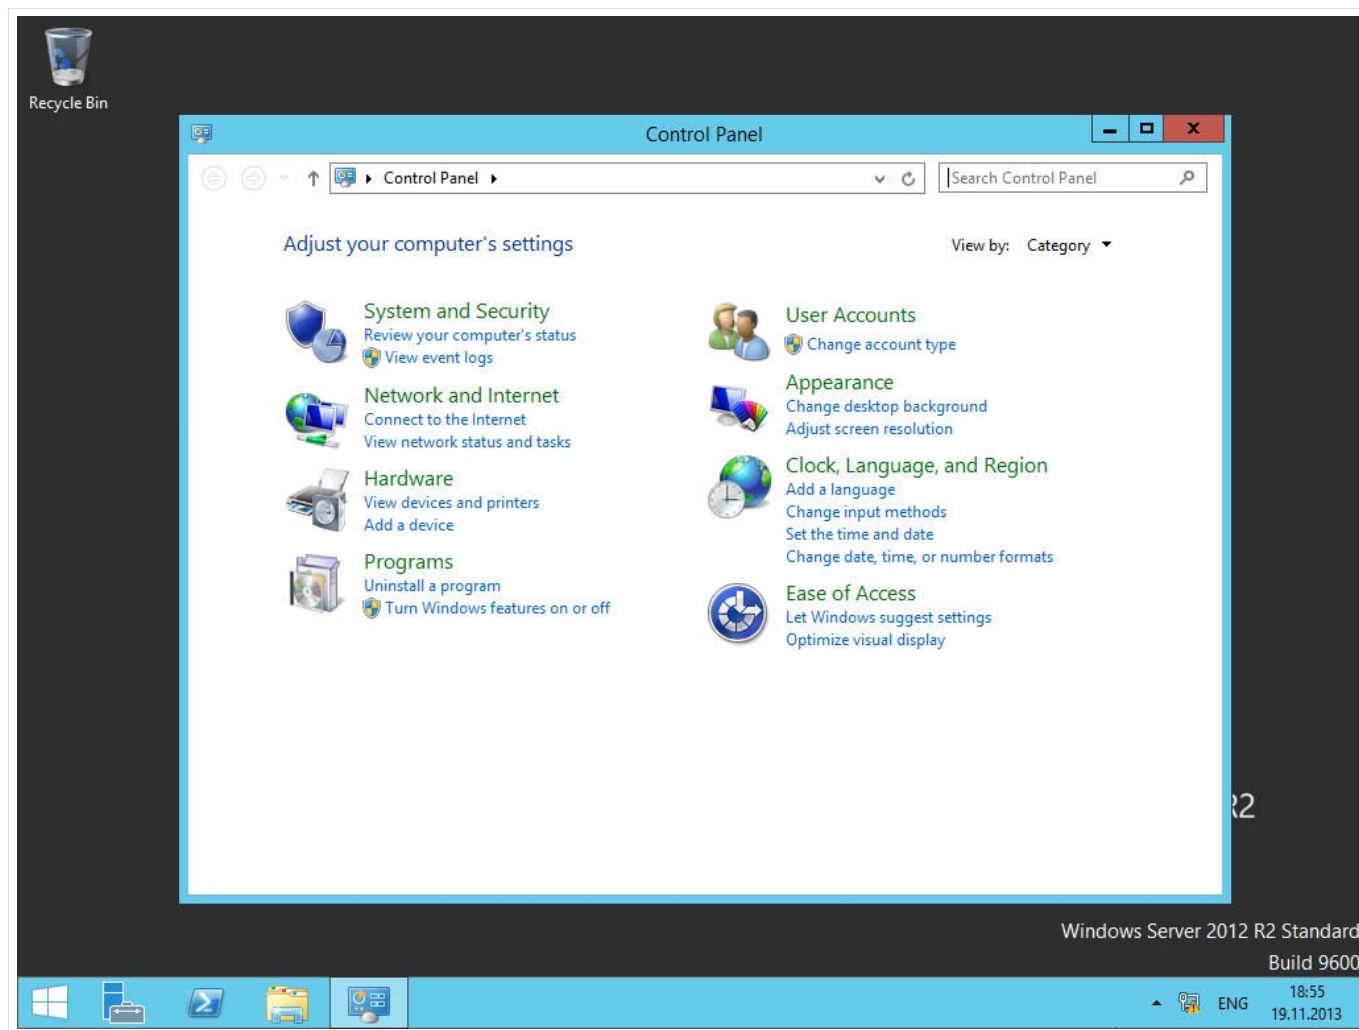 Recycle Bin
Control Panel
Control Panel
Search Control Panel
Adjust your computer's settings
View by: Category
System and Security
Review your computer's status
View event logs
Network and Internet
Connect to the Internet
View network status and tasks
Hardware
View devices and printers
Add a device
Programs
Uninstall a program
Turn Windows features on or off
User Accounts
Change account type
Appearance
Change desktop background
Adjust screen resolution
Clock, Language, and Region
Add a language
Change input methods
Set the time and date
Change date, time, or number formats
Ease of Access
Let Windows suggest settings
Optimize visual display
R2
Windows Server 2012 R2 Standard
Build 9600
ENG
18:55
19.11.2013